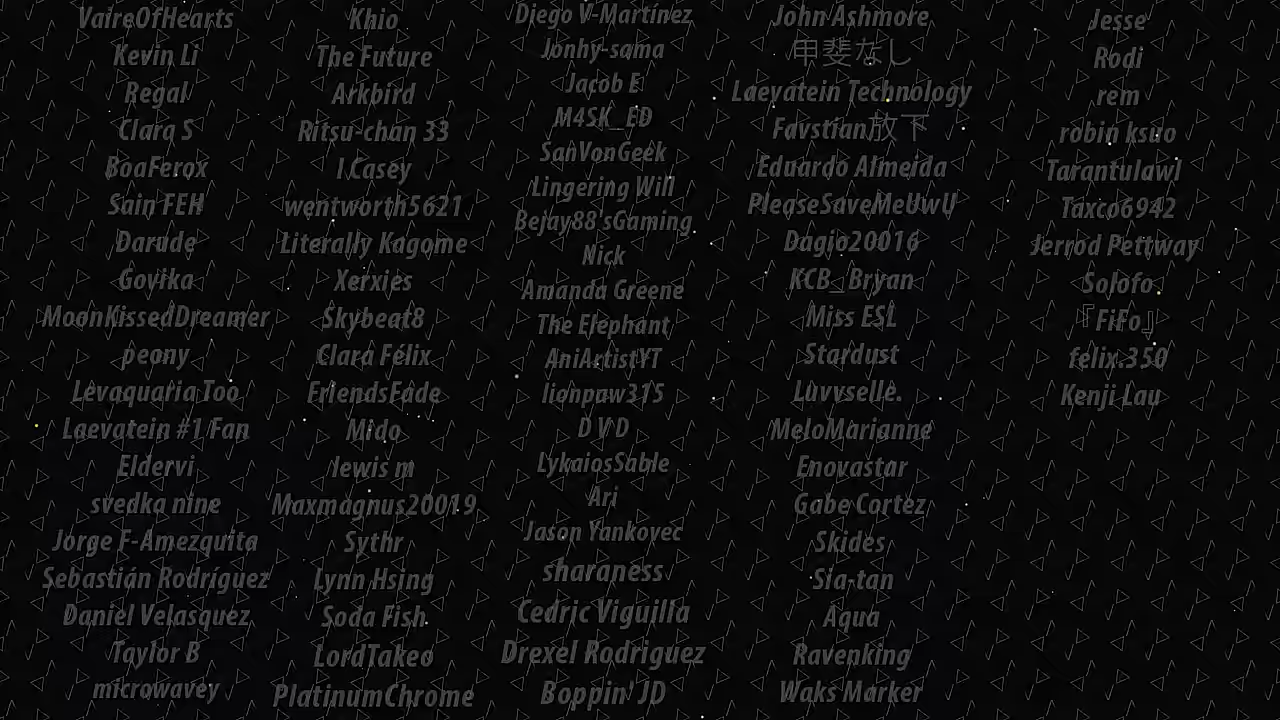 VaireOfHearts
Kevin Li
Regal
Clara S
BoaFerox
Sain FEH
Darude
Govika
MoonKissedDreamer
peony
Levaquaria Too
Laevatein #1 Fan
Eldervi
svedka nine
Jorge F-Amezquita
Sebastián Rodríguez
Daniel Velasquez
Taylor B
microwavey
Khio
The Future
Arkbird
Ritsu-chan 33
I Casey
wentworth5621
Literally Kagome
Xerxies
Skybeat8
Clara Félix
FriendsFade
Mido
lewis m
Maxmagnus20019
Sythr
Lynn Hsing
Soda Fish
LordTakeo
PlatinumChrome
Diego V-Martínez
Jonhy-sama
Jacob E
M4SK_ED
SanVonGeek
Lingering Will
Bejay88'sGaming
Nick
Amanda Greene
The Elephant
AniArtistYT
lionpaw315
D V D
LykaiosSable
Ari
Jason Yankovec
sharaness
Cedric Viguilla
Drexel Rodriguez
Boppin' JD
John Ashmore
甲斐なし
Laevatein Technology
Favstian放下
Eduardo Almeida
PleaseSaveMeUwU
Dagio20016
KCB_Bryan
Miss ESL
Stardust
Luvvselle.
MeloMarianne
Enovastar
Gabe Cortez
Skides
Sia-tan
Aqua
Ravenking
Waks Marker
Jesse
Rodi
rem
robin ksao
Tarantulawl
Taxco6942
Jerrod Pettway
Solofo
『FiFo』
felix.350
Kenji Lau